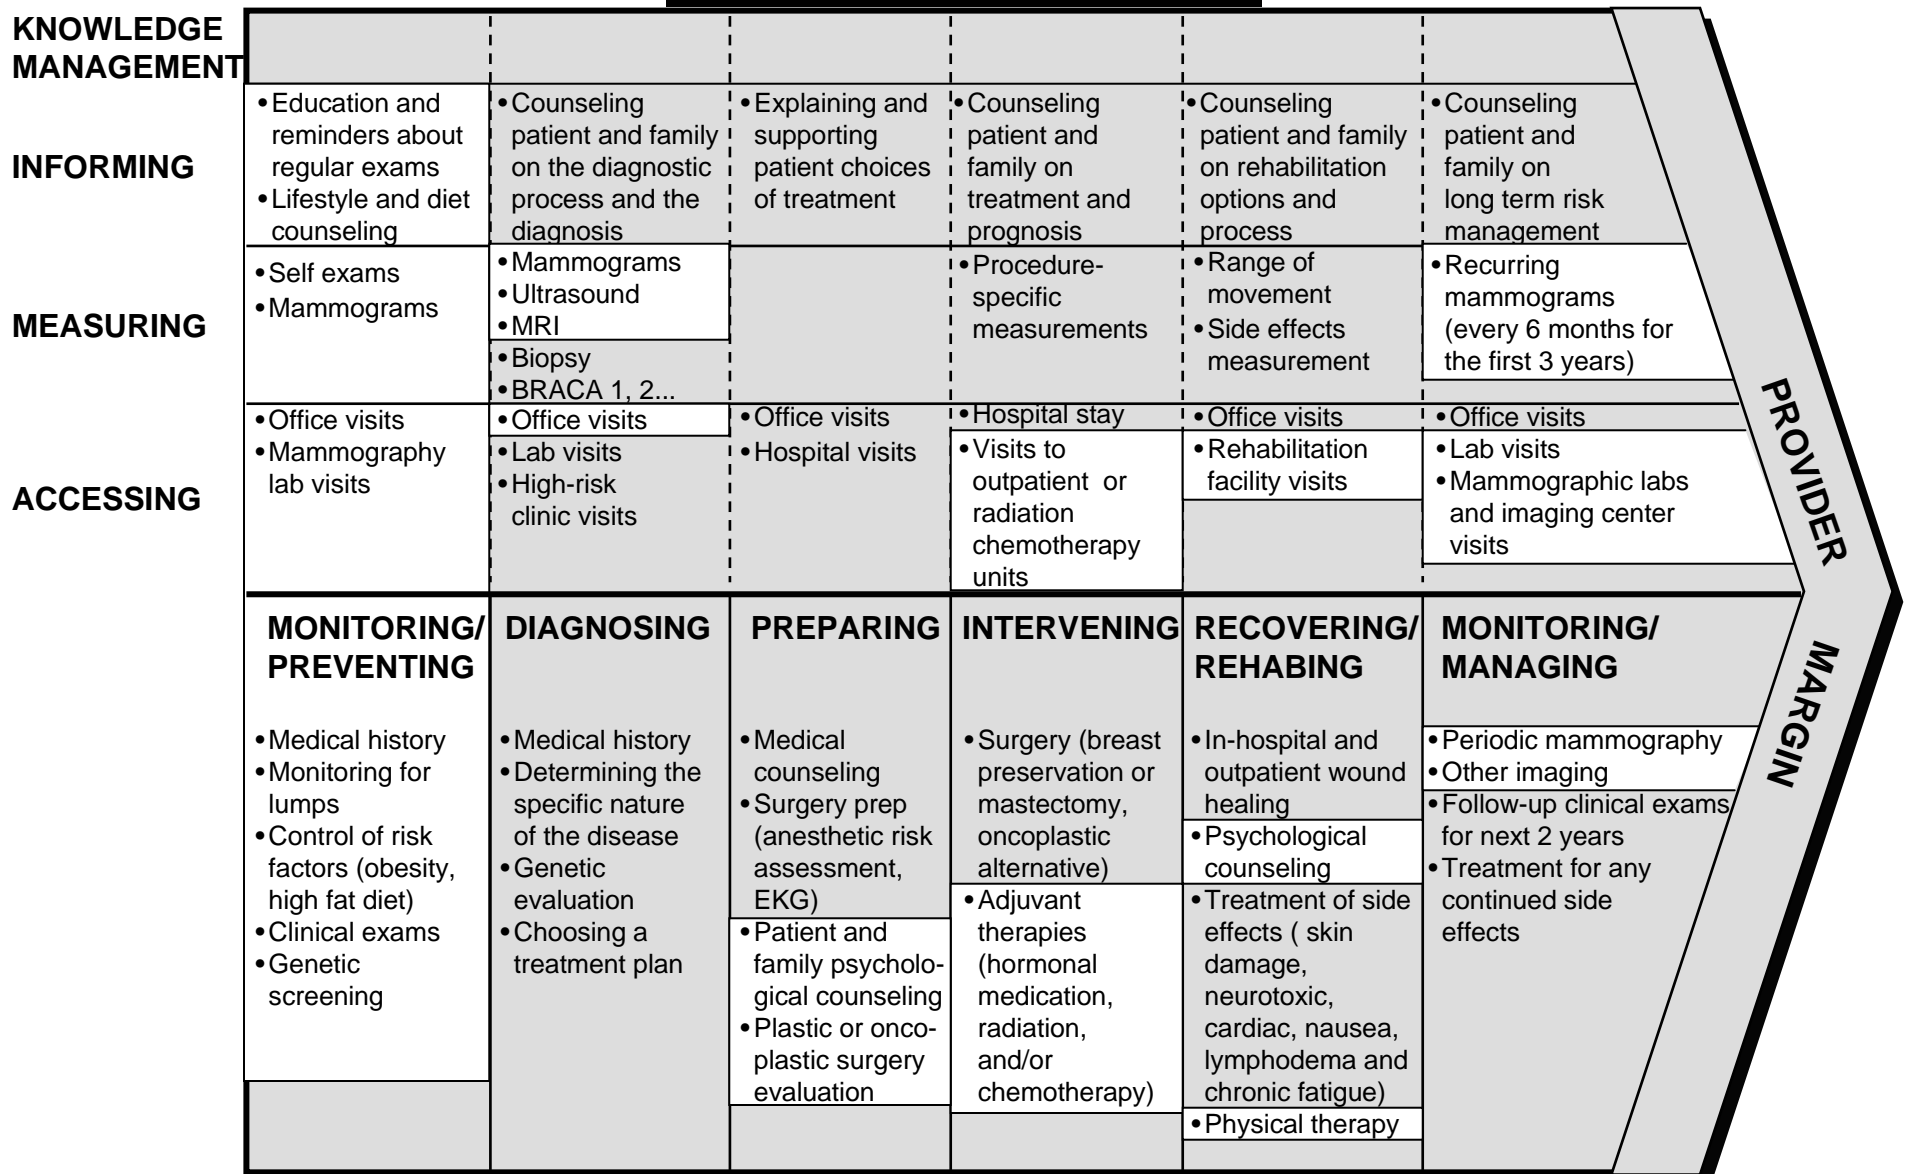 KNOWLEDGE
MANAGEMENT
INFORMING
•Education and
reminders about
regular exams
•Lifestyle and diet
counseling
•Counseling
patient and family
on the diagnostic
process and the
diagnosis
•Explaining and
supporting
patient choices
of treatment
•Counseling
patient and
family on
treatment and
prognosis
•Counseling
patient and family
on rehabilitation
options and
process
•Counseling
patient and
family on
long term risk
management
MEASURING
•Self exams
•Mammograms
•Mammograms
•Ultrasound
•MRI
•Biopsy
•BRACA 1, 2...
•Procedure-
specific
measurements
•Range of
movement
•Side effects
measurement
•Recurring
mammograms
(every 6 months for
the first 3 years)
ACCESSING
•Office visits
•Mammography
lab visits
•Office visits
•Lab visits
•High-risk
clinic visits
•Office visits
•Hospital visits
•Hospital stay
•Visits to
outpatient or
radiation
chemotherapy
units
•Office visits
•Rehabilitation
facility visits
•Office visits
•Lab visits
•Mammographic labs
and imaging center
visits
MONITORING/
PREVENTING
•Medical history
•Monitoring for
lumps
•Control of risk
factors (obesity,
high fat diet)
•Clinical exams
•Genetic
screening
DIAGNOSING
•Medical history
•Determining the
specific nature
of the disease
•Genetic
evaluation
•Choosing a
treatment plan
PREPARING
•Medical
counseling
•Surgery prep
(anesthetic risk
assessment,
EKG)
•Patient and
family psycholo-
gical counseling
•Plastic or onco-
plastic surgery
evaluation
INTERVENING
•Surgery (breast
preservation or
mastectomy,
oncoplastic
alternative)
•Adjuvant
therapies
(hormonal
medication,
radiation,
and/or
chemotherapy)
RECOVERING/
REHABING
•In-hospital and
outpatient wound
healing
•Psychological
counseling
•Treatment of side
effects ( skin
damage,
neurotoxic,
cardiac, nausea,
lymphodema and
chronic fatigue)
•Physical therapy
MONITORING/
MANAGING
•Periodic mammography
•Other imaging
•Follow-up clinical exams
for next 2 years
•Treatment for any
continued side
effects
PROVIDER
MARGIN